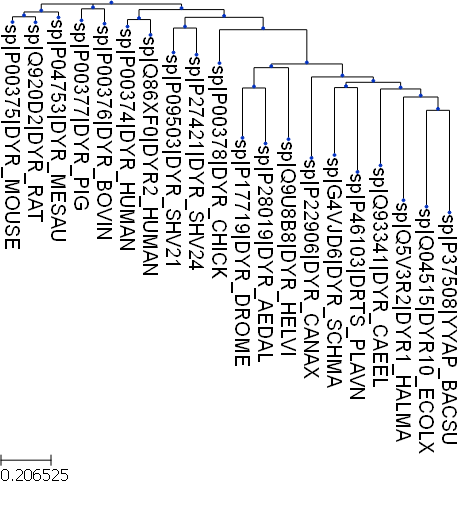 sp|P00375|DYR_MOUSE
sp|Q920D2|DYR_RAT
sp|P04753|DYR_MESAU
sp|P00377|DYR_PIG
sp|P00376|DYR_BOVIN
sp|P00374|DYR_HUMAN
sp|Q86XF0|DYR2_HUMAN
sp|P09503|DYR_SHV21
sp|P27421|DYR_SHV24
sp|P00378|DYR_CHICK
sp|P17719|DYR_DROME
sp|P28019|DYR_AEDAL
sp|Q9U8B8|DYR_HELVI
sp|P22906|DYR_CANAX
sp|G4VJD6|DYR_SCHMA
sp|P46103|DRTS_PLAVN
sp|Q93341|DYR_CAEEL
sp|Q5V3R2|DYR1_HALMA
sp|Q04515|DYR10_ECOLX
sp|P37508|YYAP_BACSU
0.206525